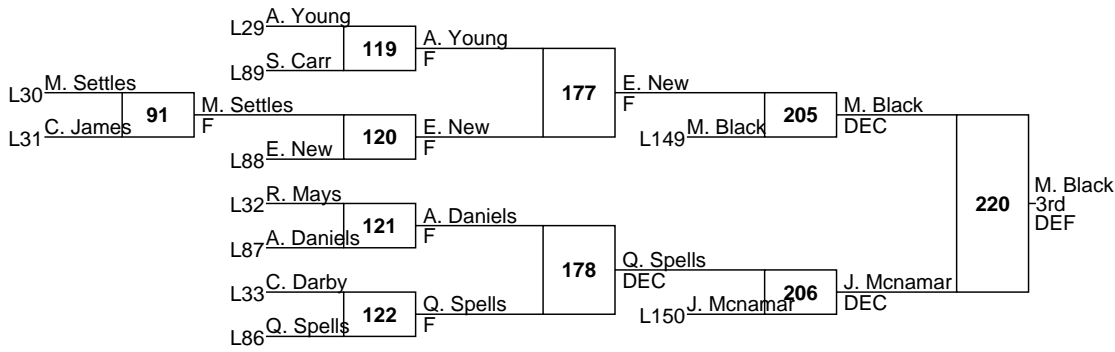 A. Young
L29
119
A. Young
F
S. Carr
L89
177
E. New
F
M. Settles
L30
91
M. Settles
F
C. James
L31
120
E. New
F
E. New
L88
M. Black
L149
205
M. Black
DEC
R. Mays
L32
121
A. Daniels
F
A. Daniels
L87
178
Q. Spells
DEC
C. Darby
L33
122
Q. Spells
F
Q. Spells
L86
J. Mcnamar
L150
206
J. Mcnamar
DEC
220
M. Black
3rd
DEF